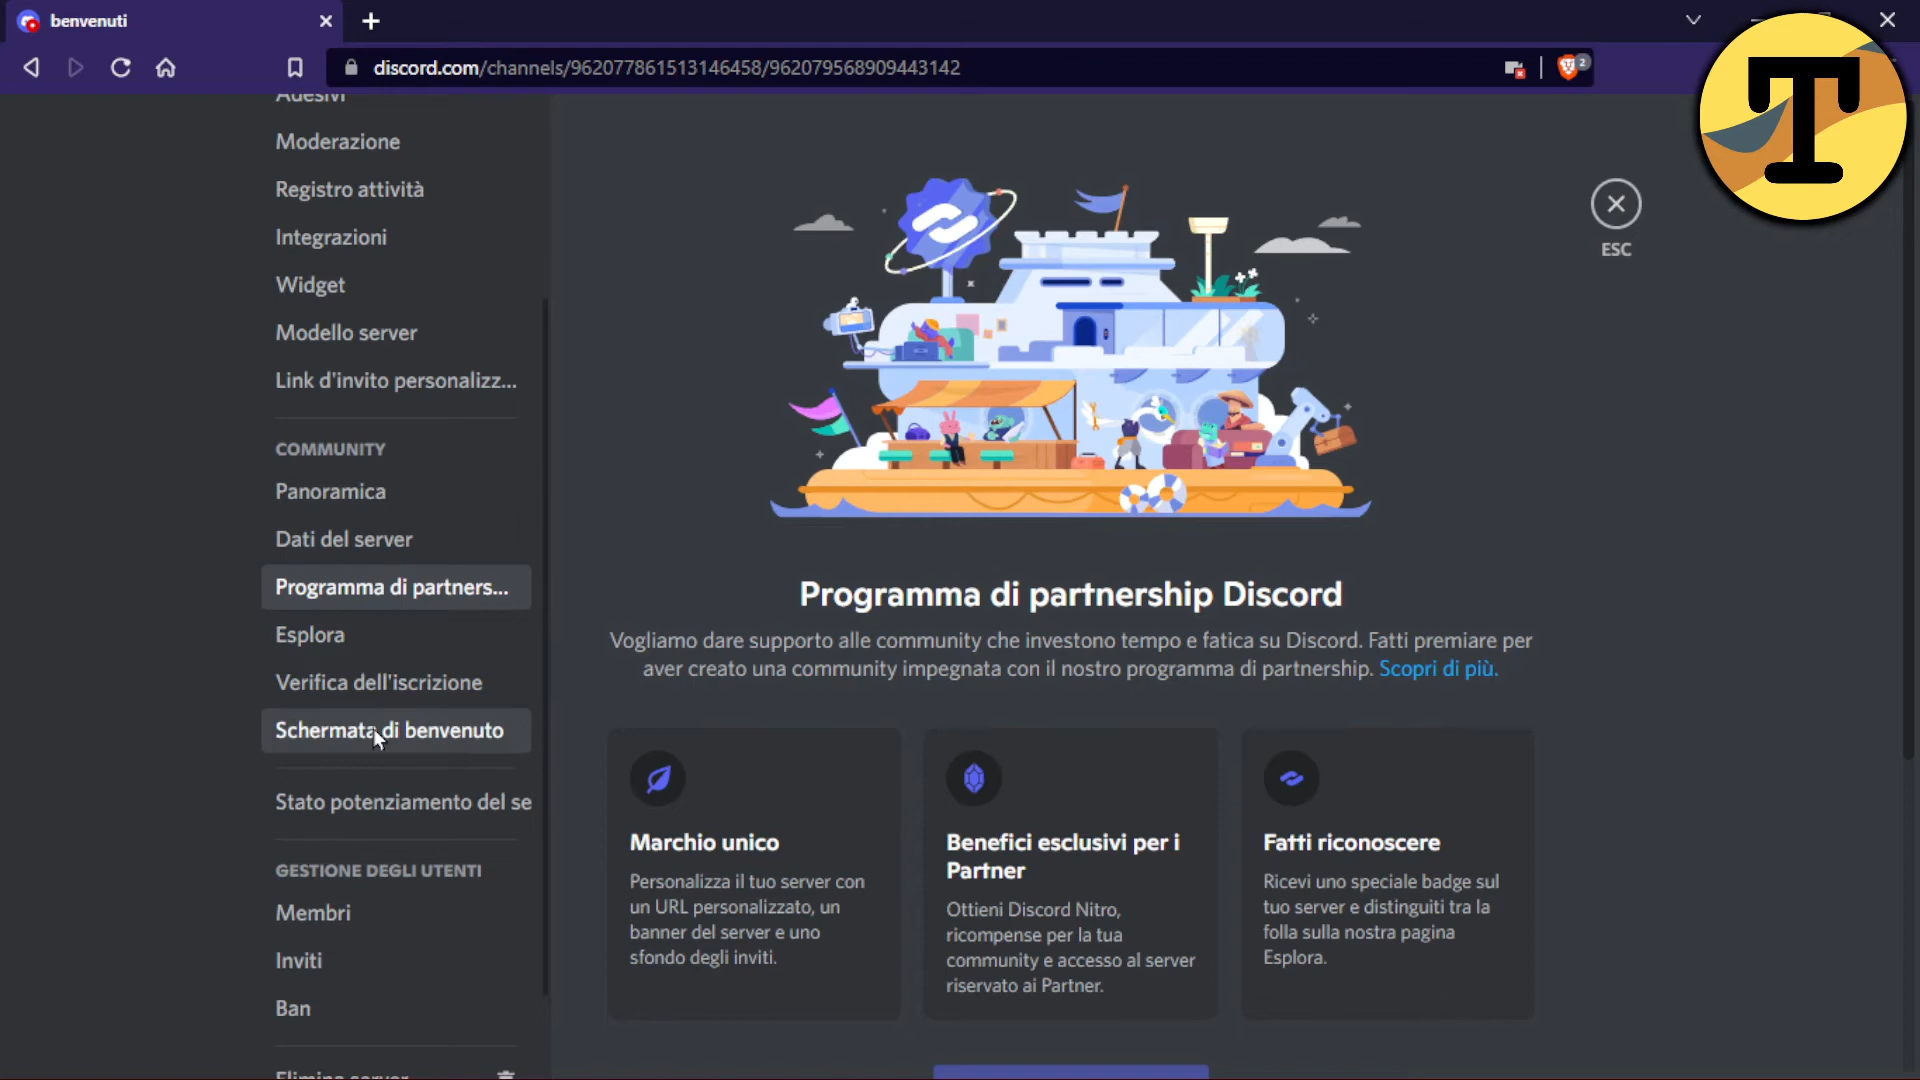 benvenuti
discord.com/channels/962077861513146458/962079568909443142
2
T
Adesivi
Moderazione
Registro attività
Integrazioni
Widget
Modello server
Link d'invito personalizz...
COMMUNITY
Panoramica
Dati del server
Programma di partners...
Esplora
Verifica dell'iscrizione
Schermata di benvenuto
Stato potenziamento del se
GESTIONE DEGLI UTENTI
Membri
Inviti
Ban
Elimina server
ESC
Programma di partnership Discord
Vogliamo dare supporto alle community che investono tempo e fatica su Discord. Fatti premiare per
aver creato una community impegnata con il nostro programma di partnership. Scopri di più.
Marchio unico
Personalizza il tuo server con
un URL personalizzato, un
banner del server e uno
sfondo degli inviti.
Benefici esclusivi per i
Partner
Ottieni Discord Nitro,
ricompense per la tua
community e accesso al server
riservato ai Partner.
Fatti riconoscere
Ricevi uno speciale badge sul
tuo server e distinguiti tra la
folla sulla nostra pagina
Esplora.